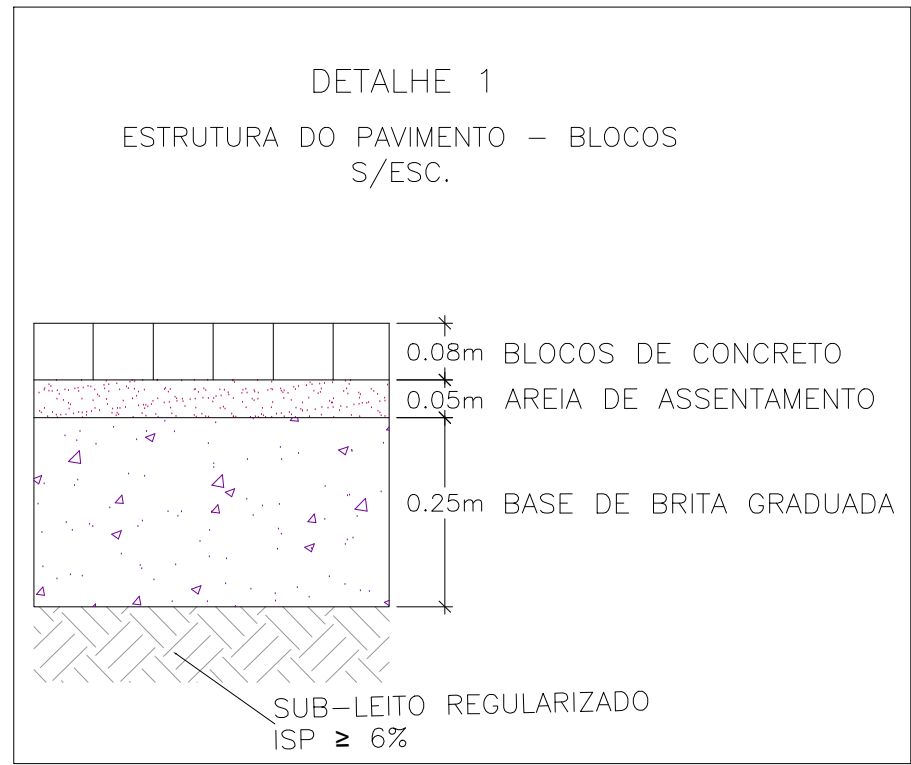 DETALHE 1
ESTRUTURA DO PAVIMENTO – BLOCOS
S/ESC.
0.08m BLOCOS DE CONCRETO
0.05m AREIA DE ASSENTAMENTO
0.25m BASE DE BRITA GRADUADA
SUB–LEITO REGULARIZADO
ISP ≥ 6%